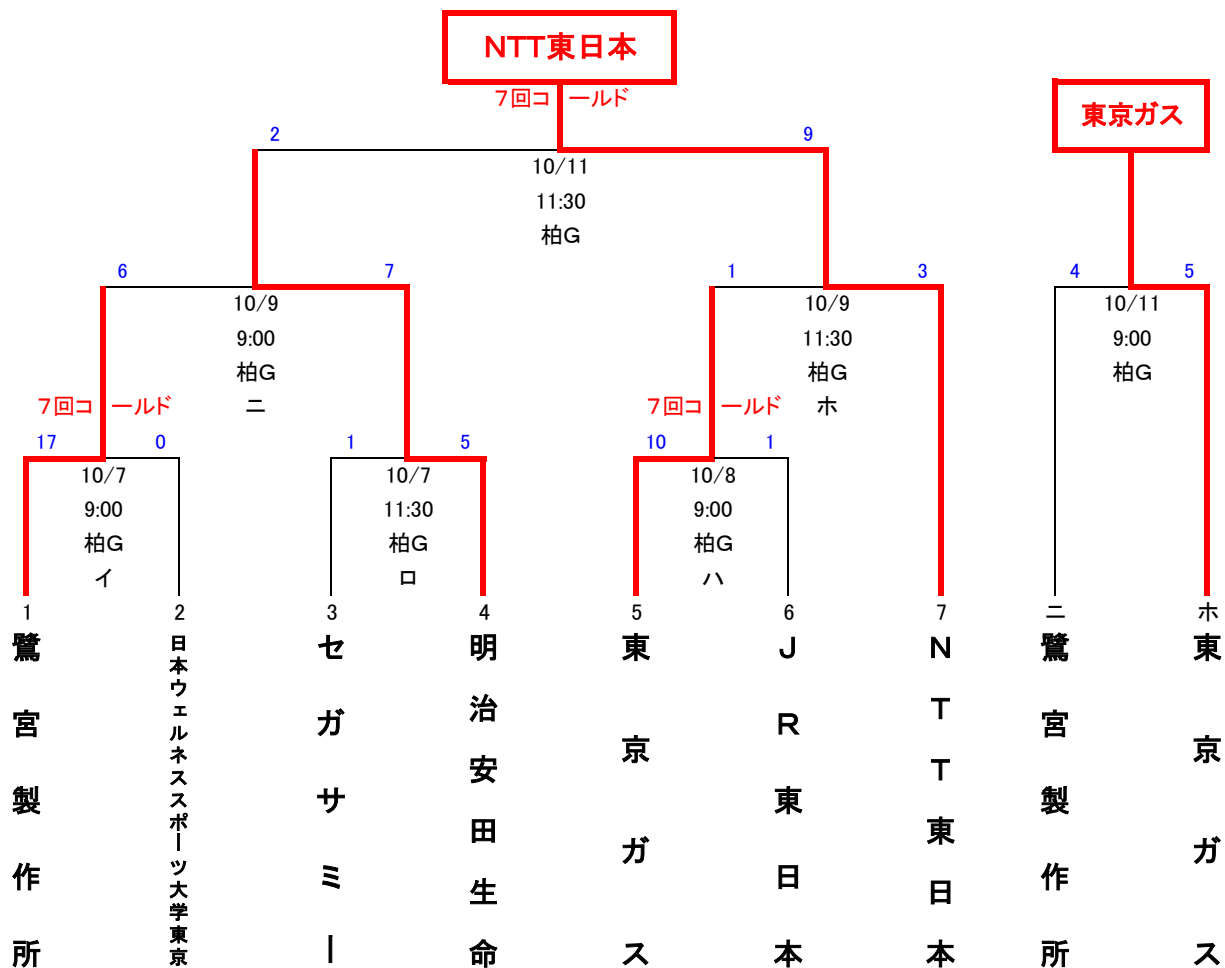 NTT東日本
7回コールド
東京ガス
2
9
10/11
11:30
柏G
6
7
1
3
4
5
10/9
9:00
柏G
ニ
10/9
11:30
柏G
ホ
10/11
9:00
柏G
7回コールド
7回コールド
17
0
1
5
10
1
10/7
9:00
柏G
イ
10/7
11:30
柏G
ロ
10/8
9:00
柏G
ハ
1
2
3
4
5
6
7
ニ
ホ
鷺宮製作所
日本ウェルネススポーツ大学東京
セガサミー
明治安田生命
東京ガス
JR東日本
NTT東日本
鷺宮製作所
東京ガス